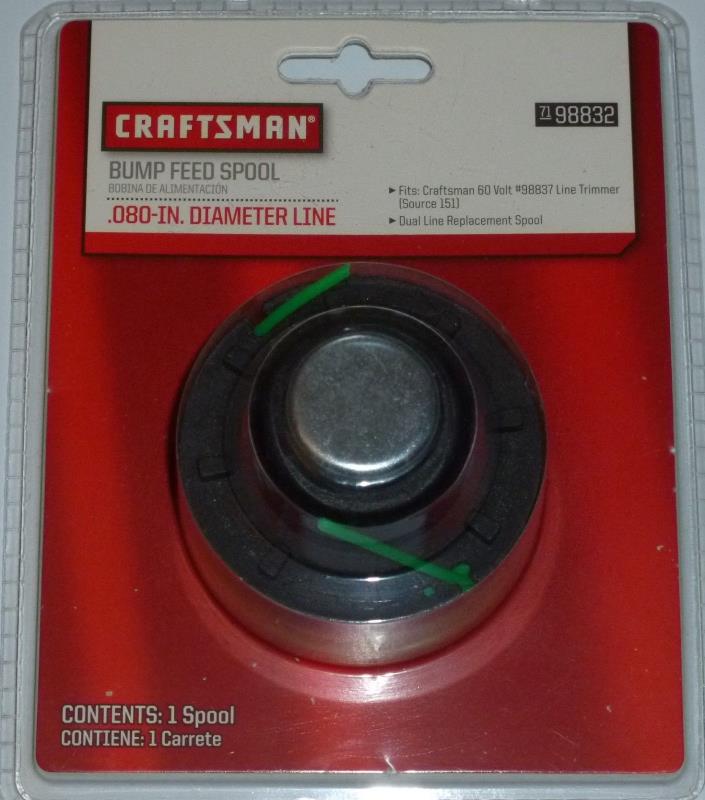 CRAFTSMAN®
71 98832
BUMP FEED SPOOL
BOBINA DE ALIMENTACIÓN
.080-IN. DIAMETER LINE
▸ Fits: Craftsman 60 Volt #98837 Line Trimmer
(Source 151)
▸ Dual Line Replacement Spool
CONTENTS: 1 Spool
CONTIENE: 1 Carrete